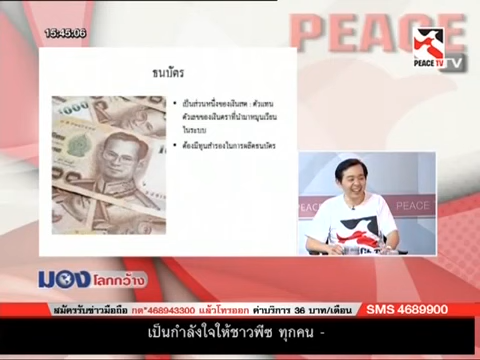 15:45:06
PEACE
PEACE TV
TV
ธนบัตร
เป็นส่วนหนึ่งของเงินสด : ตัวแทน
ตัวเลขของเงินตราที่นำมาหมุนเวียน
ในระบบ
ต้องมีทุนสำรองในการผลิตธนบัตร
1000
PEACE
PEACE
มองโลกกว้าง
สมัครรับข่าวมือถือ กด*468943300 แล้วโทรออก ค่าบริการ 36 บาท/เดือน SMS 4689900
เป็นกำลังใจให้ชาวพีซ ทุกคน -